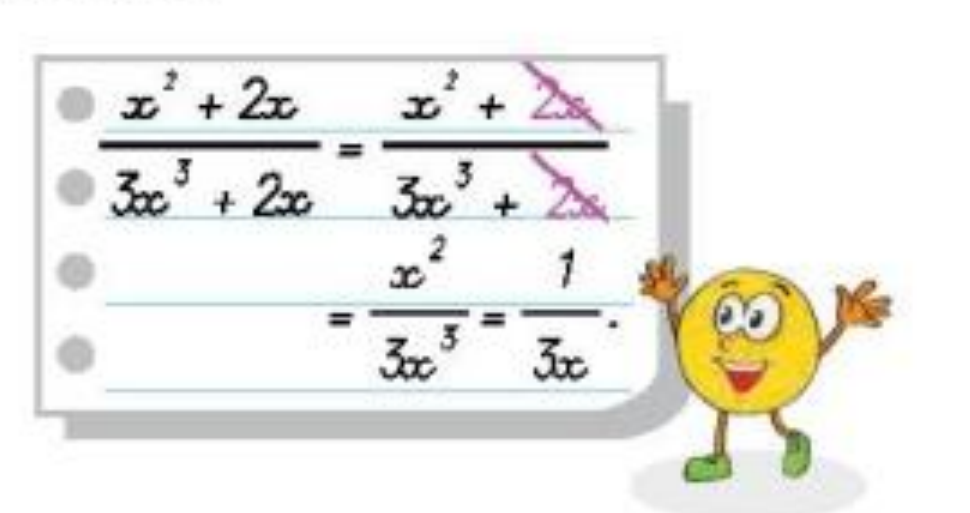 x² + 2x / 3x³ + 2x = x² + 2x / 3x³ + 2x
= x² / 3x³ = 1 / 3x.